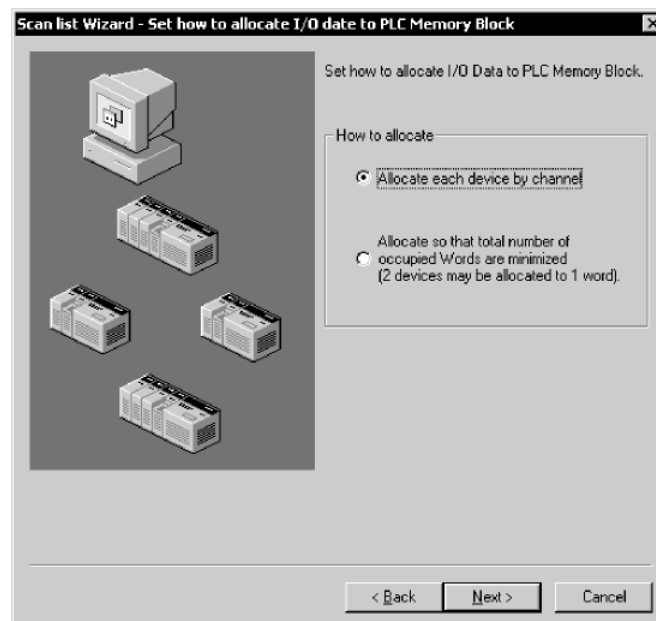 Scan list Wizard - Set how to allocate I/O date to PLC Memory Block
Set how to allocate I/O Data to PLC Memory Block.
How to allocate
Allocate each device by channel
Allocate so that total number of
occupied Words are minimized
(2 devices may be allocated to 1 word).
< Back
Next >
Cancel